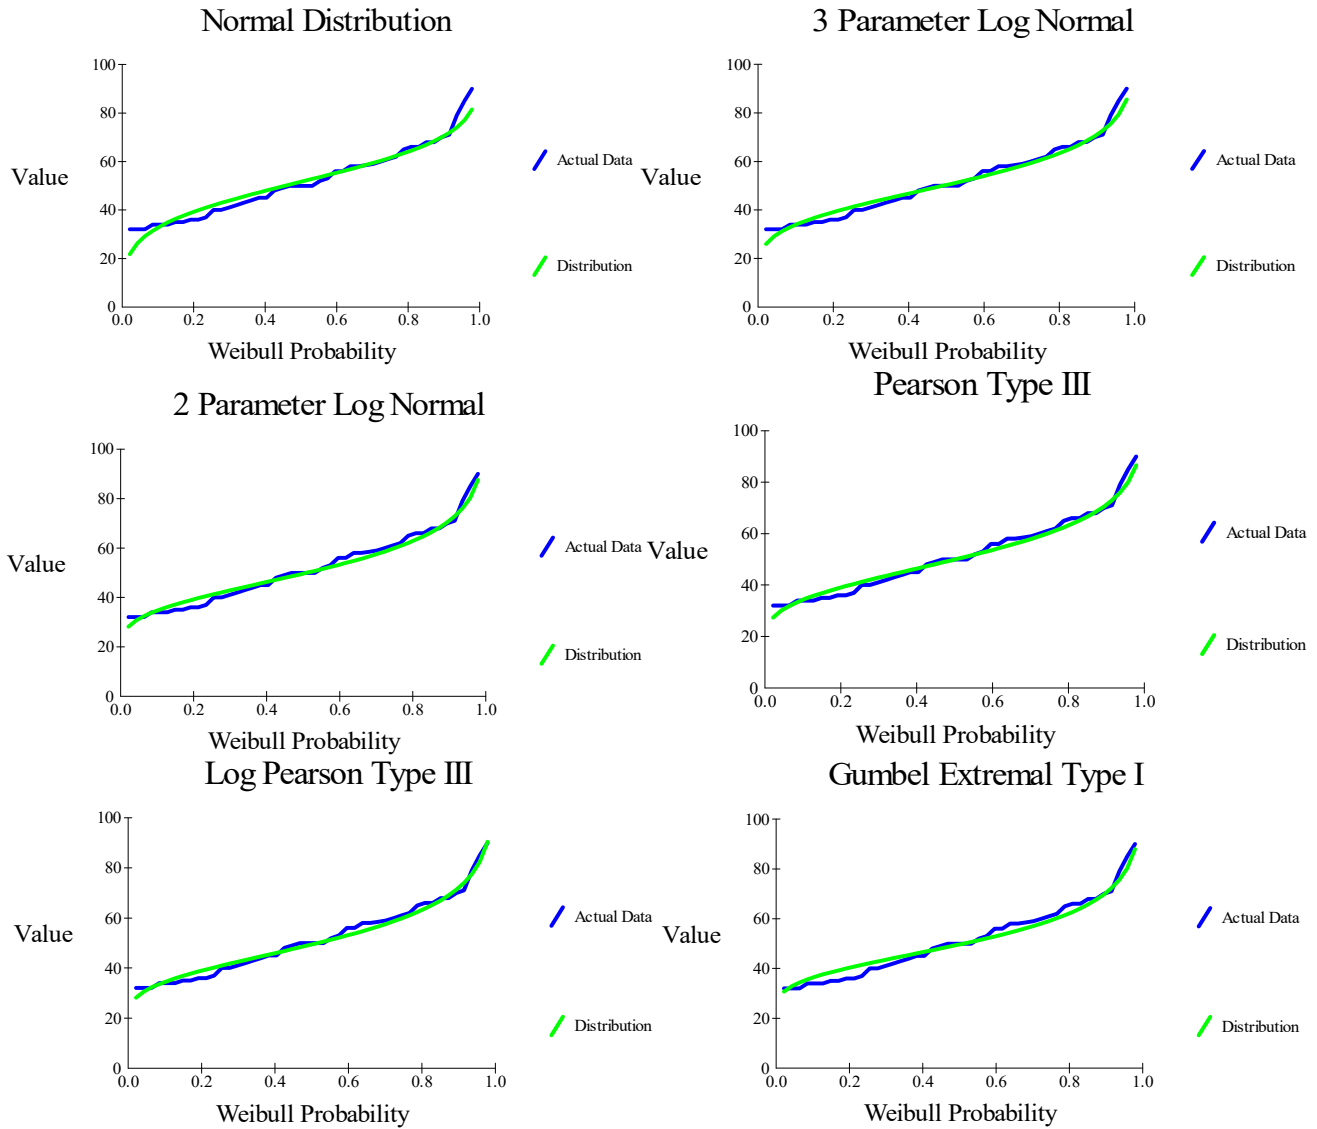 Normal Distribution
100
80
60
40
20
0
0.0 0.2 0.4 0.6 0.8 1.0
Value
Weibull Probability
Actual Data
Distribution
3 Parameter Log Normal
100
80
60
40
20
0
0.0 0.2 0.4 0.6 0.8 1.0
Value
Weibull Probability
Actual Data
Distribution
2 Parameter Log Normal
100
80
60
40
20
0
0.0 0.2 0.4 0.6 0.8 1.0
Value
Weibull Probability
Actual Data
Distribution
Pearson Type III
100
80
60
40
20
0
0.0 0.2 0.4 0.6 0.8 1.0
Value
Weibull Probability
Actual Data
Distribution
Log Pearson Type III
100
80
60
40
20
0
0.0 0.2 0.4 0.6 0.8 1.0
Value
Weibull Probability
Actual Data
Distribution
Gumbel Extremal Type I
100
80
60
40
20
0
0.0 0.2 0.4 0.6 0.8 1.0
Value
Weibull Probability
Actual Data
Distribution